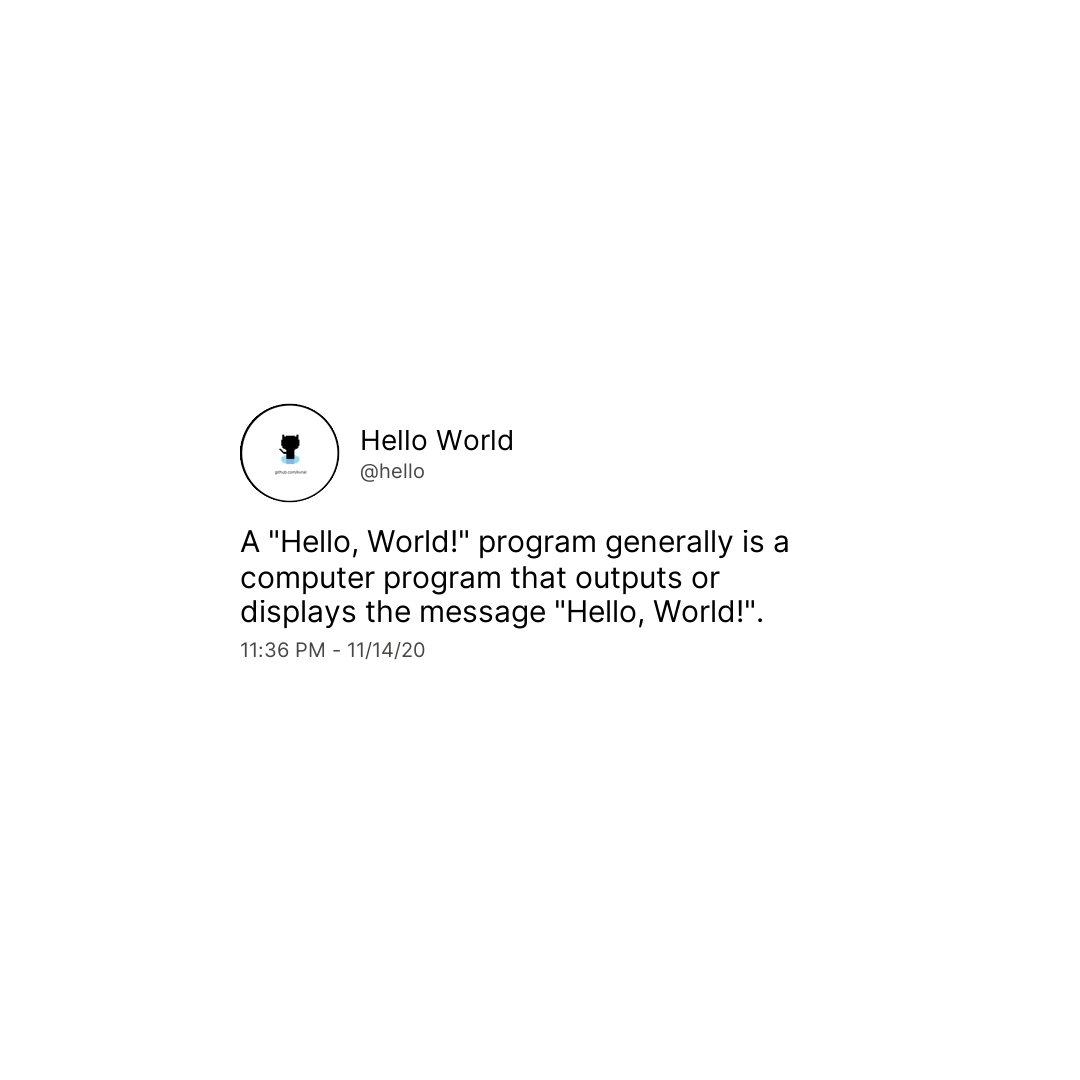 Hello World
@hello
A "Hello, World!" program generally is a
computer program that outputs or
displays the message "Hello, World!".
11:36 PM - 11/14/20